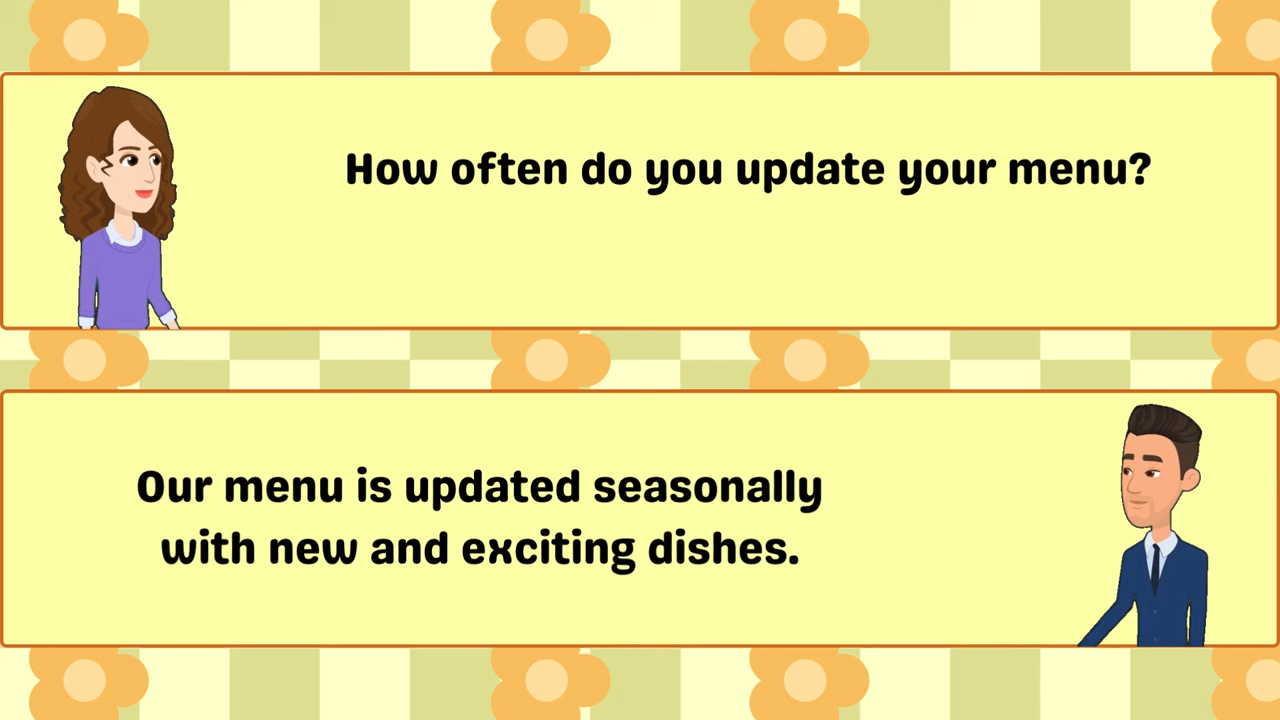 How often do you update your menu?
Our menu is updated seasonally
with new and exciting dishes.